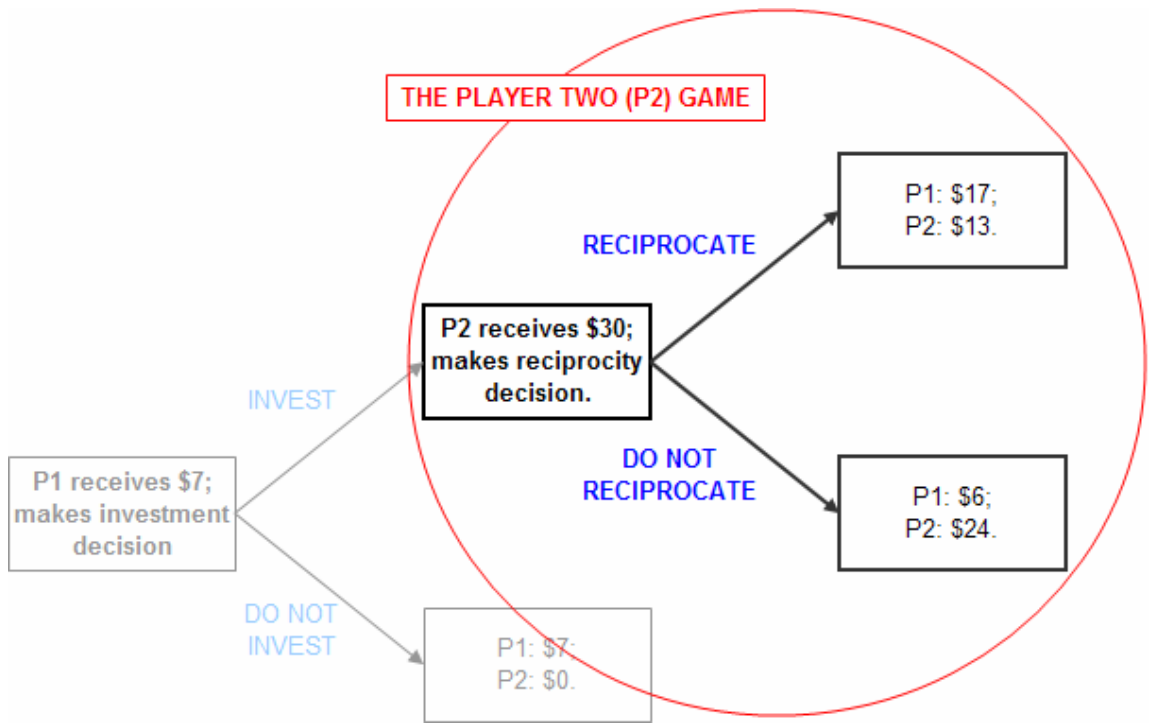 THE PLAYER TWO (P2) GAME
P1: $17;
P2: $13.
RECIPROCATE
P2 receives $30;
makes reciprocity
decision.
INVEST
DO NOT
RECIPROCATE
P1 receives $7;
makes investment
decision
P1: $6;
P2: $24.
DO NOT
INVEST
P1: $7;
P2: $0.